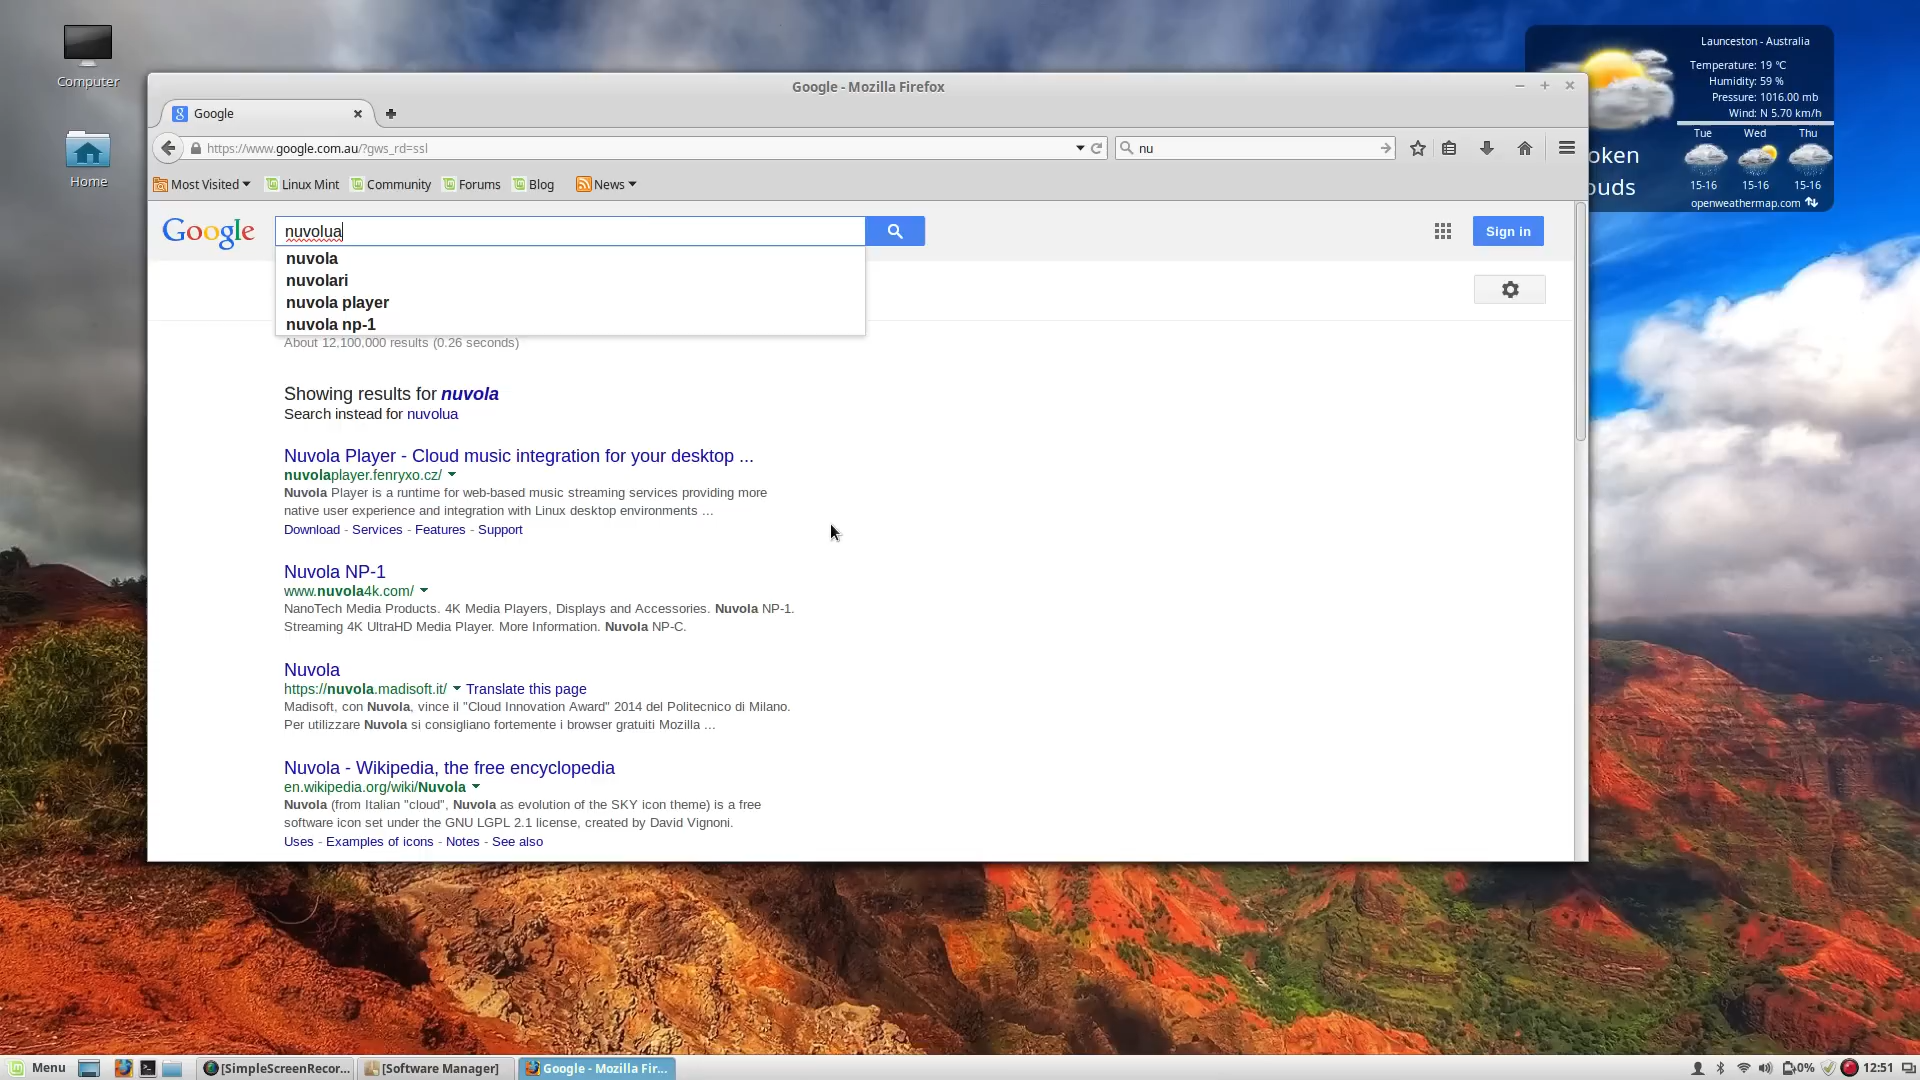 Computer
Home
Launceston - Australia
Temperature: 19 °C
Humidity: 59 %
Pressure: 1016.00 mb
Wind: N 5.70 km/h
Tue Wed Thu
oken
ouds
15-16 15-16 15-16
openweathermap.com
Google - Mozilla Firefox
Google
https://www.google.com.au/?gws_rd=ssl
nu
Most Visited Linux Mint Community Forums Blog News
Google
nuvolua
Sign in
nuvola
nuvolari
nuvola player
nuvola np-1
About 12,100,000 results (0.26 seconds)
Showing results for nuvola
Search instead for nuvolua
Nuvola Player - Cloud music integration for your desktop ...
nuvolaplayer.fenryxo.cz/
Nuvola Player is a runtime for web-based music streaming services providing more
native user experience and integration with Linux desktop environments ...
Download - Services - Features - Support
Nuvola NP-1
www.nuvola4k.com/
NanoTech Media Products. 4K Media Players, Displays and Accessories. Nuvola NP-1.
Streaming 4K UltraHD Media Player. More Information. Nuvola NP-C.
Nuvola
https://nuvola.madisoft.it/ Translate this page
Madisoft, con Nuvola, vince il "Cloud Innovation Award" 2014 del Politecnico di Milano.
Per utilizzare Nuvola si consigliano fortemente i browser gratuiti Mozilla ...
Nuvola - Wikipedia, the free encyclopedia
en.wikipedia.org/wiki/Nuvola
Nuvola (from Italian "cloud", Nuvola as evolution of the SKY icon theme) is a free
software icon set under the GNU LGPL 2.1 license, created by David Vignoni.
Uses - Examples of icons - Notes - See also
Menu [SimpleScreenRecor... [Software Manager] Google - Mozilla Fir... 0% 12:51